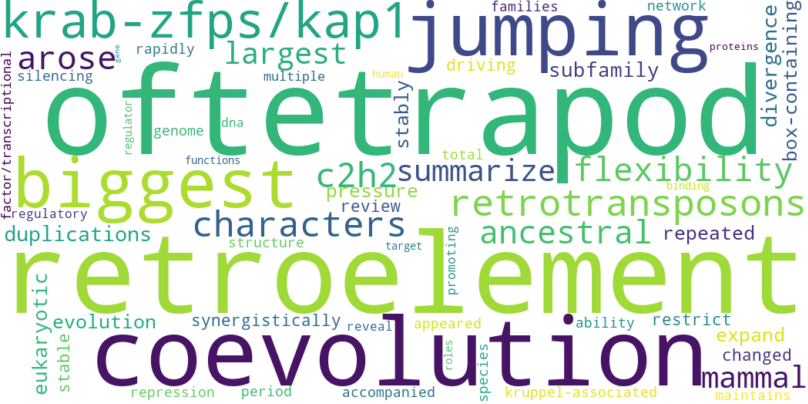 krab-zfps/kap1
jumping
families
network
proteins
arose
rapidly
gene
largest
driving
subfamily
silencing
multiple
human
divergence
box-containing
factor/transcriptional
oftetrapod
stably
regulator
genome
dna
functions
total
biggest
c2h2
summarize
flexibility
pressure
binding
regulatory
review
retrotransposons
characters
duplications
structure
target
ancestral
repeated
promoting
retroelement
eukaryotic
stable
evolution
synergistically
reveal
appeared
ability
restrict
expand
coevolution
changed
roles
species
mammal
repression
period
accompanied
kruppel-associated
maintains